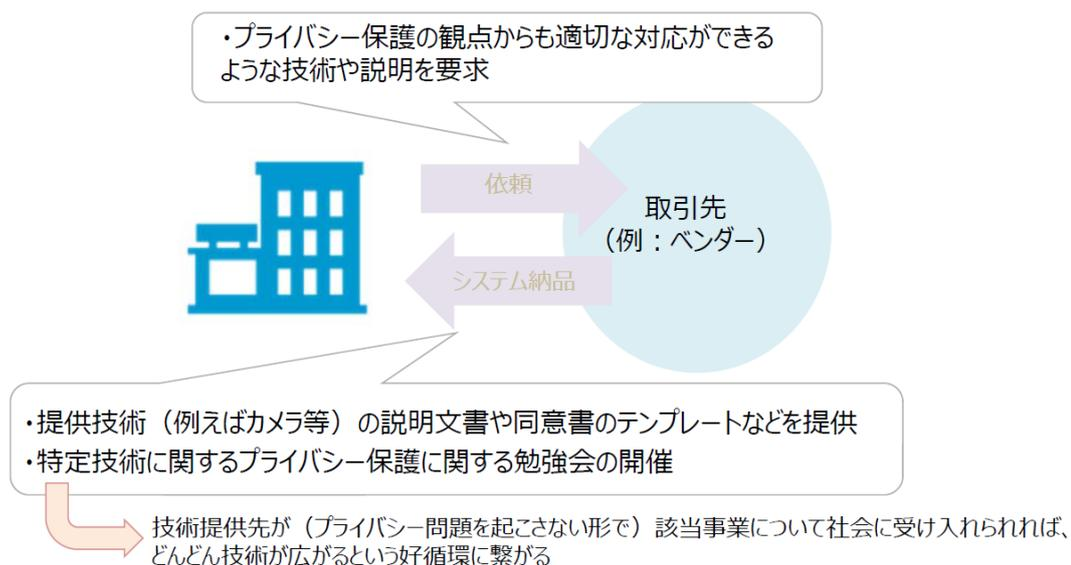 ・プライバシー保護の観点からも適切な対応ができる
ような技術や説明を要求
依頼
取引先
（例：ベンダー）
システム納品
・提供技術（例えばカメラ等）の説明文書や同意書のテンプレートなどを提供
・特定技術に関するプライバシー保護に関する勉強会の開催
技術提供先が（プライバシー問題を起こさない形で）該当事業について社会に受け入れられれば、
どんどん技術が広がるという好循環に繋がる